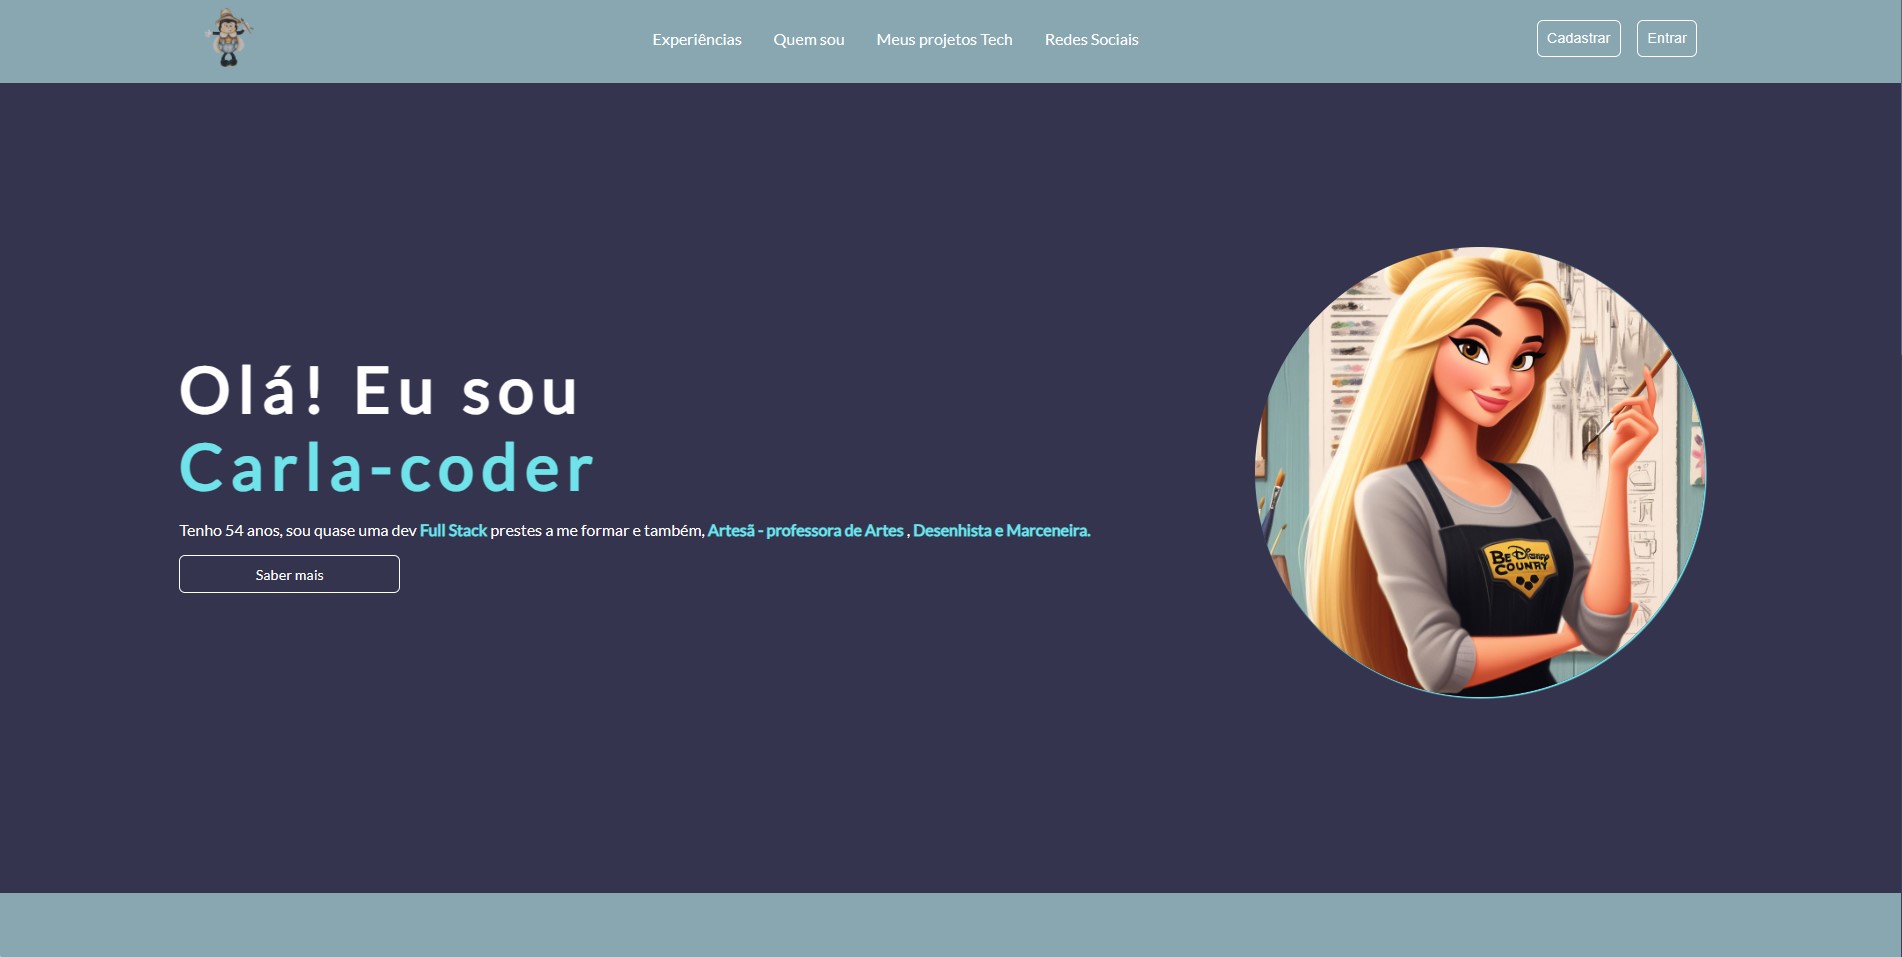 Experiências Quem sou Meus projetos Tech Redes Sociais Cadastrar Entrar
Olá! Eu sou
Carla-coder
Tenho 54 anos, sou quase uma dev Full Stack prestes a me formar e também, Artesã - professora de Artes , Desenhista e Marceneira.
Saber mais
BE Disney
COUNRY